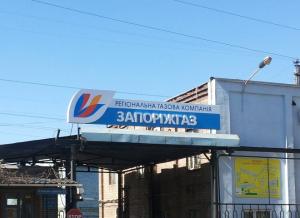 РЕГІОНАЛЬНА ГАЗОВА КОМПАНІЯ
ЗАПОРІЖГАЗ